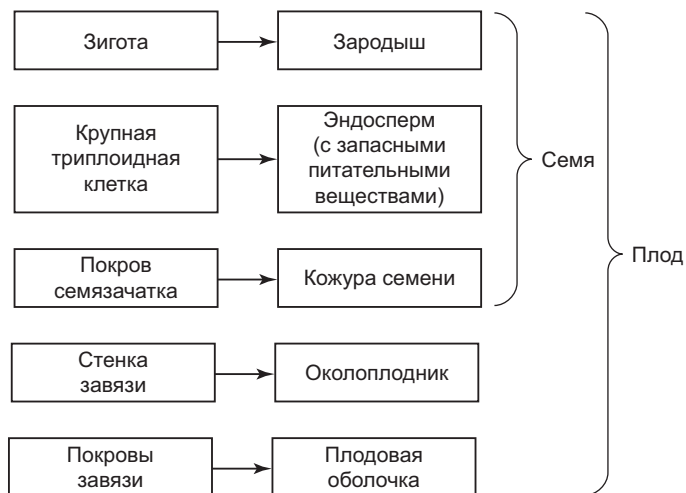 Зигота
Зародыш
Крупная
триплоидная
клетка
Эндосперм
(с запасными
питательными
веществами)
Семя
Плод
Покров
семязачатка
Кожура семени
Стенка
завязи
Околоплодник
Покровы
завязи
Плодовая
оболочка